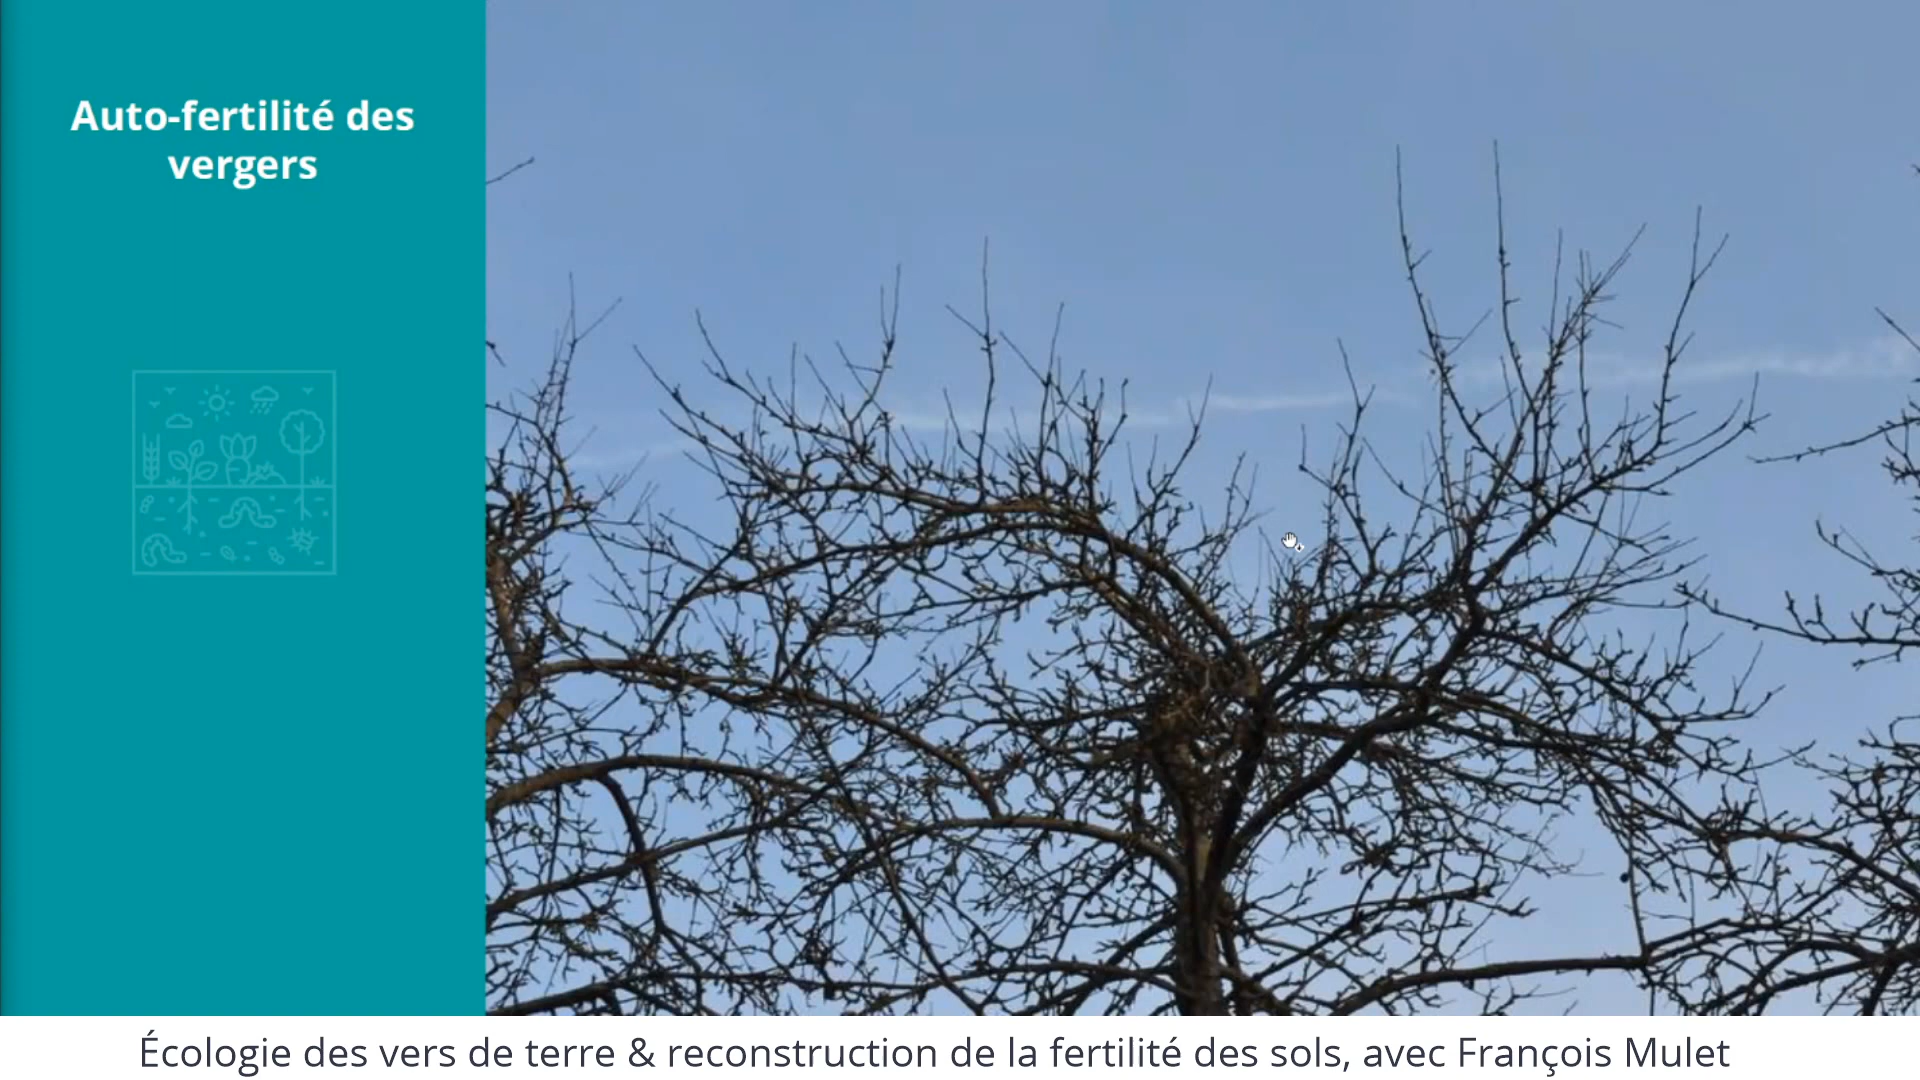 Auto-fertilité des
vergers
Écologie des vers de terre & reconstruction de la fertilité des sols, avec François Mulet